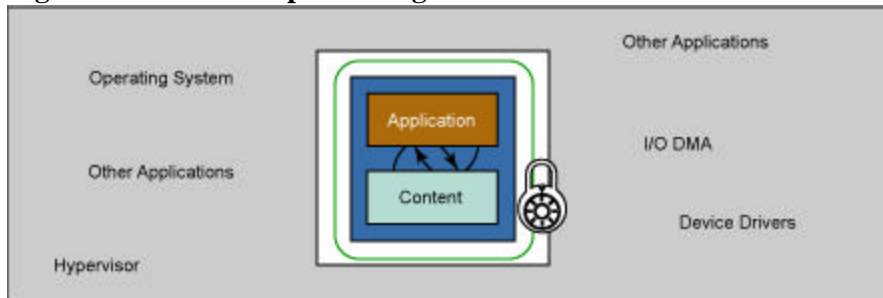 Other Applications
Operating System
Application
I/O DMA
Other Applications
Content
Device Drivers
Hypervisor